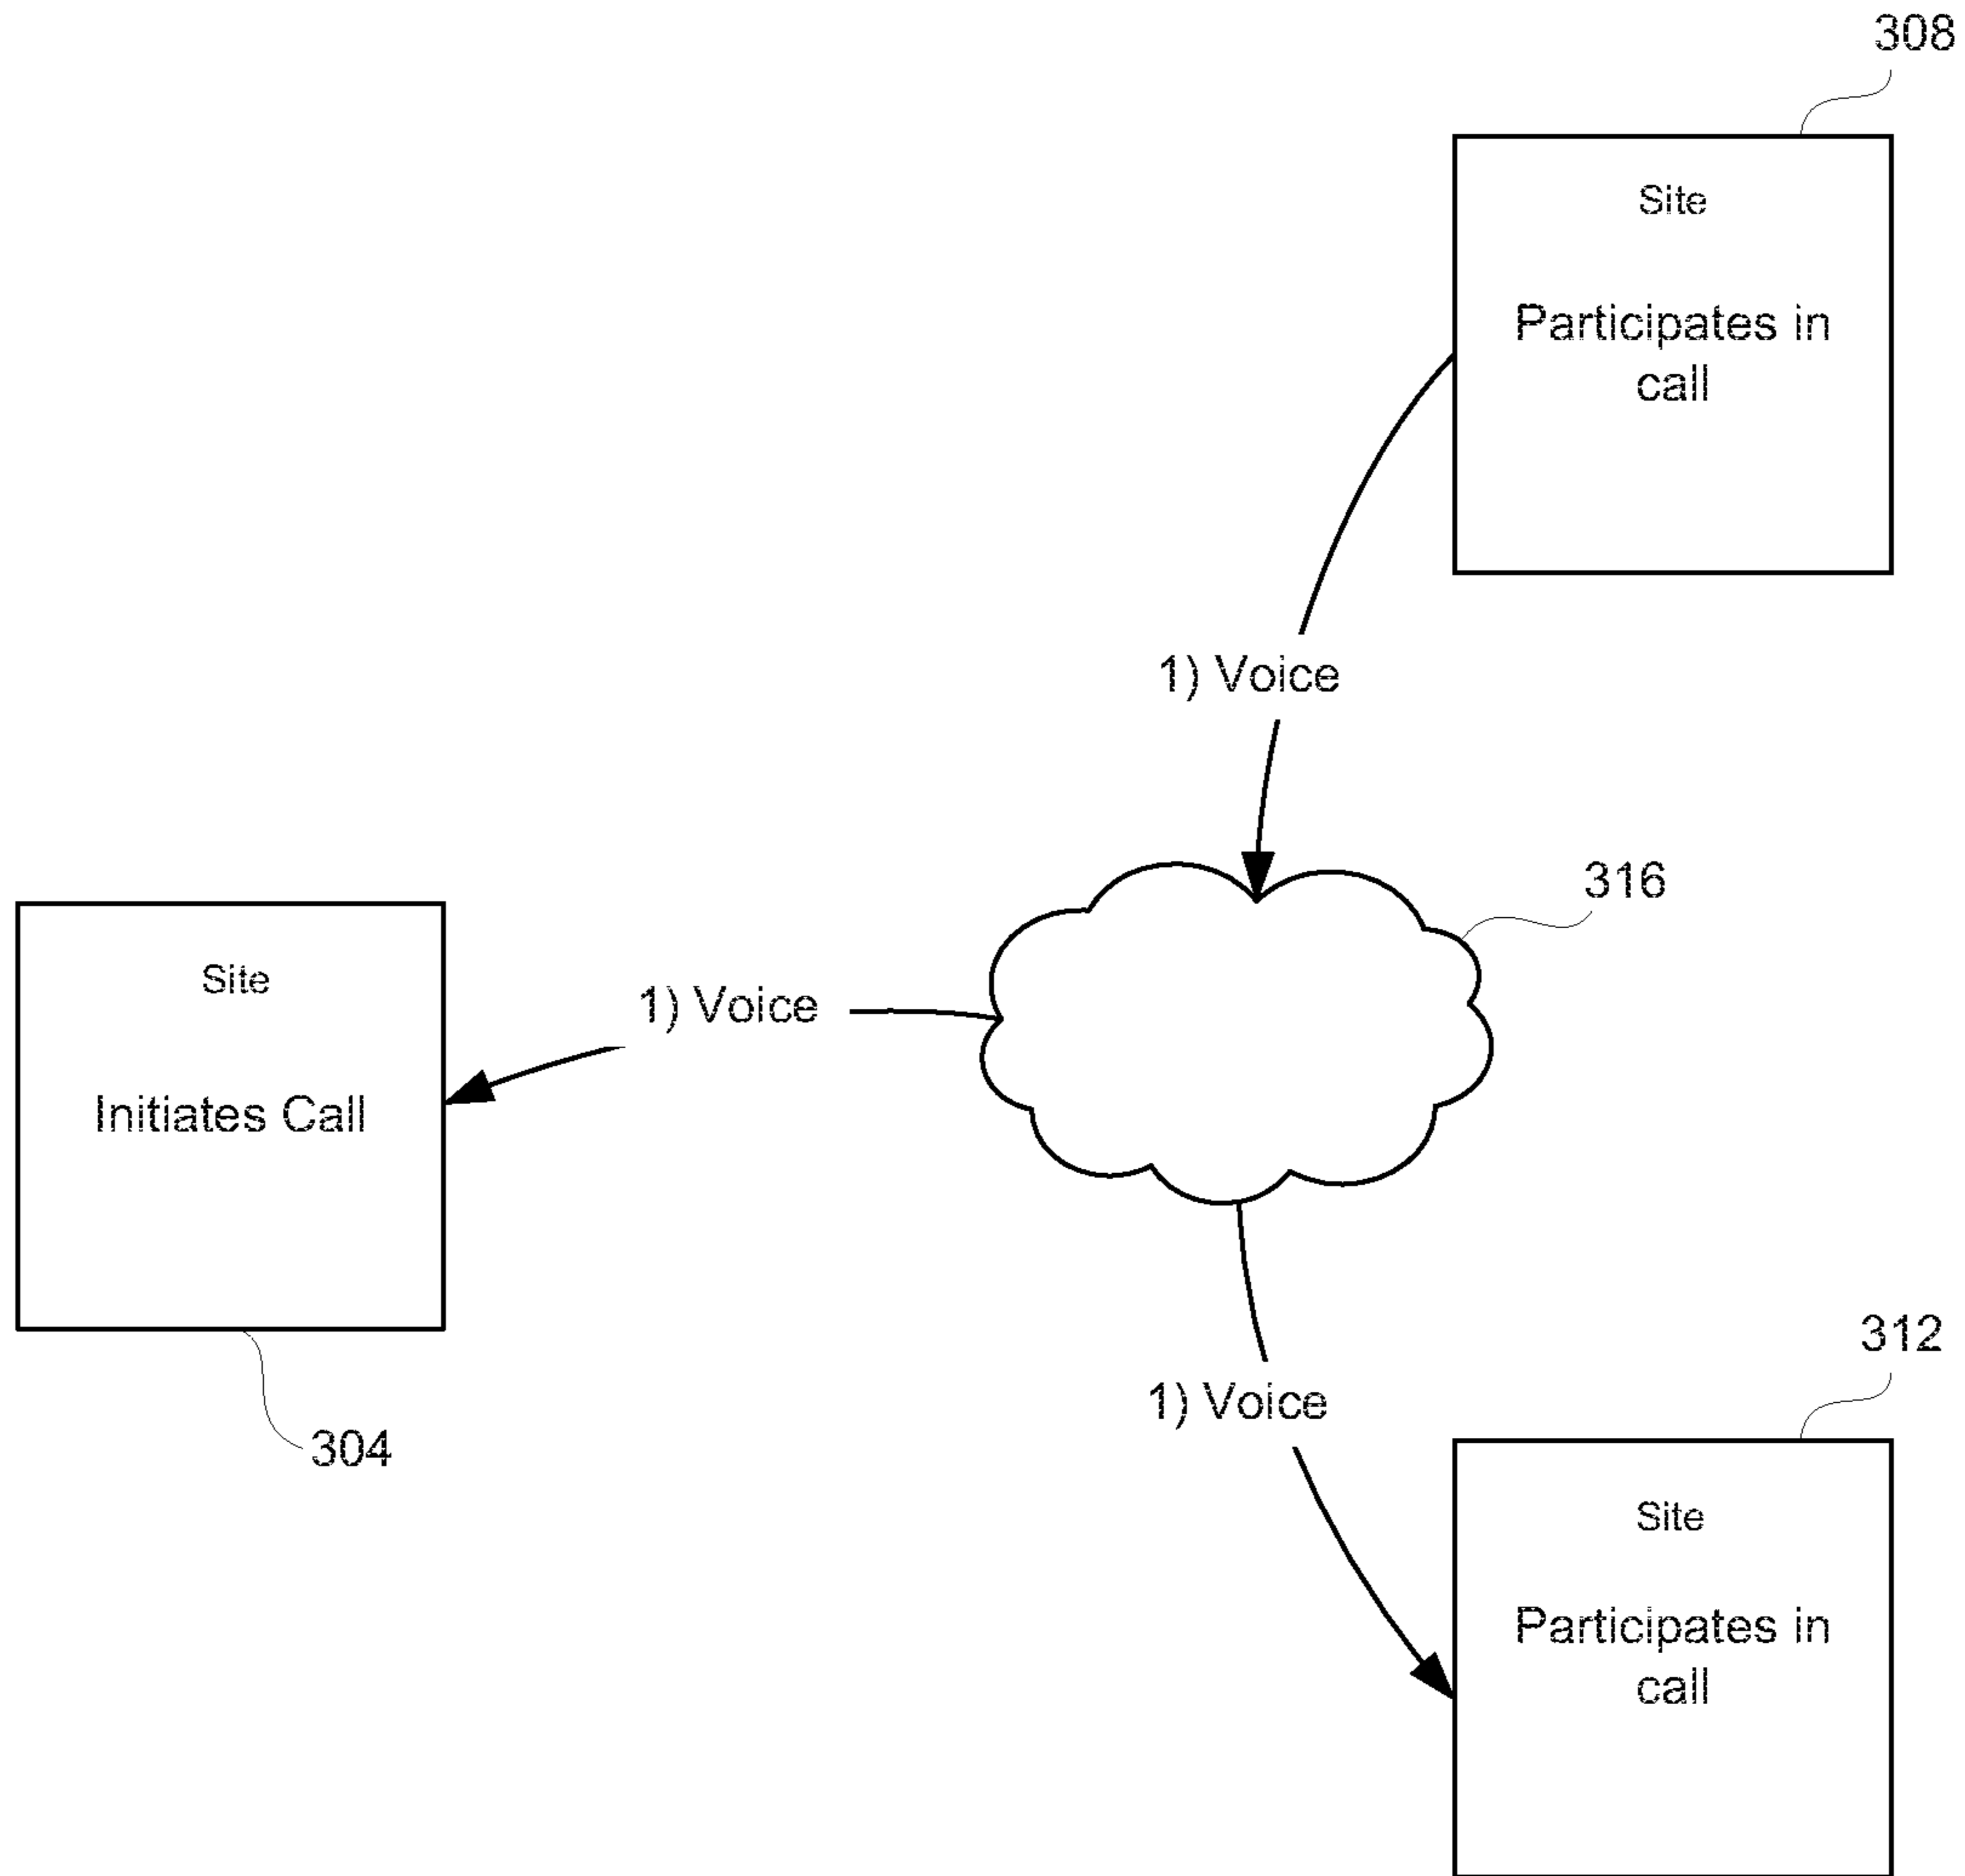 308
Site
Participates in
call
1) Voice
316
Site
1) Voice
Initiates Call
312
1) Voice
304
Site
Participates in
call